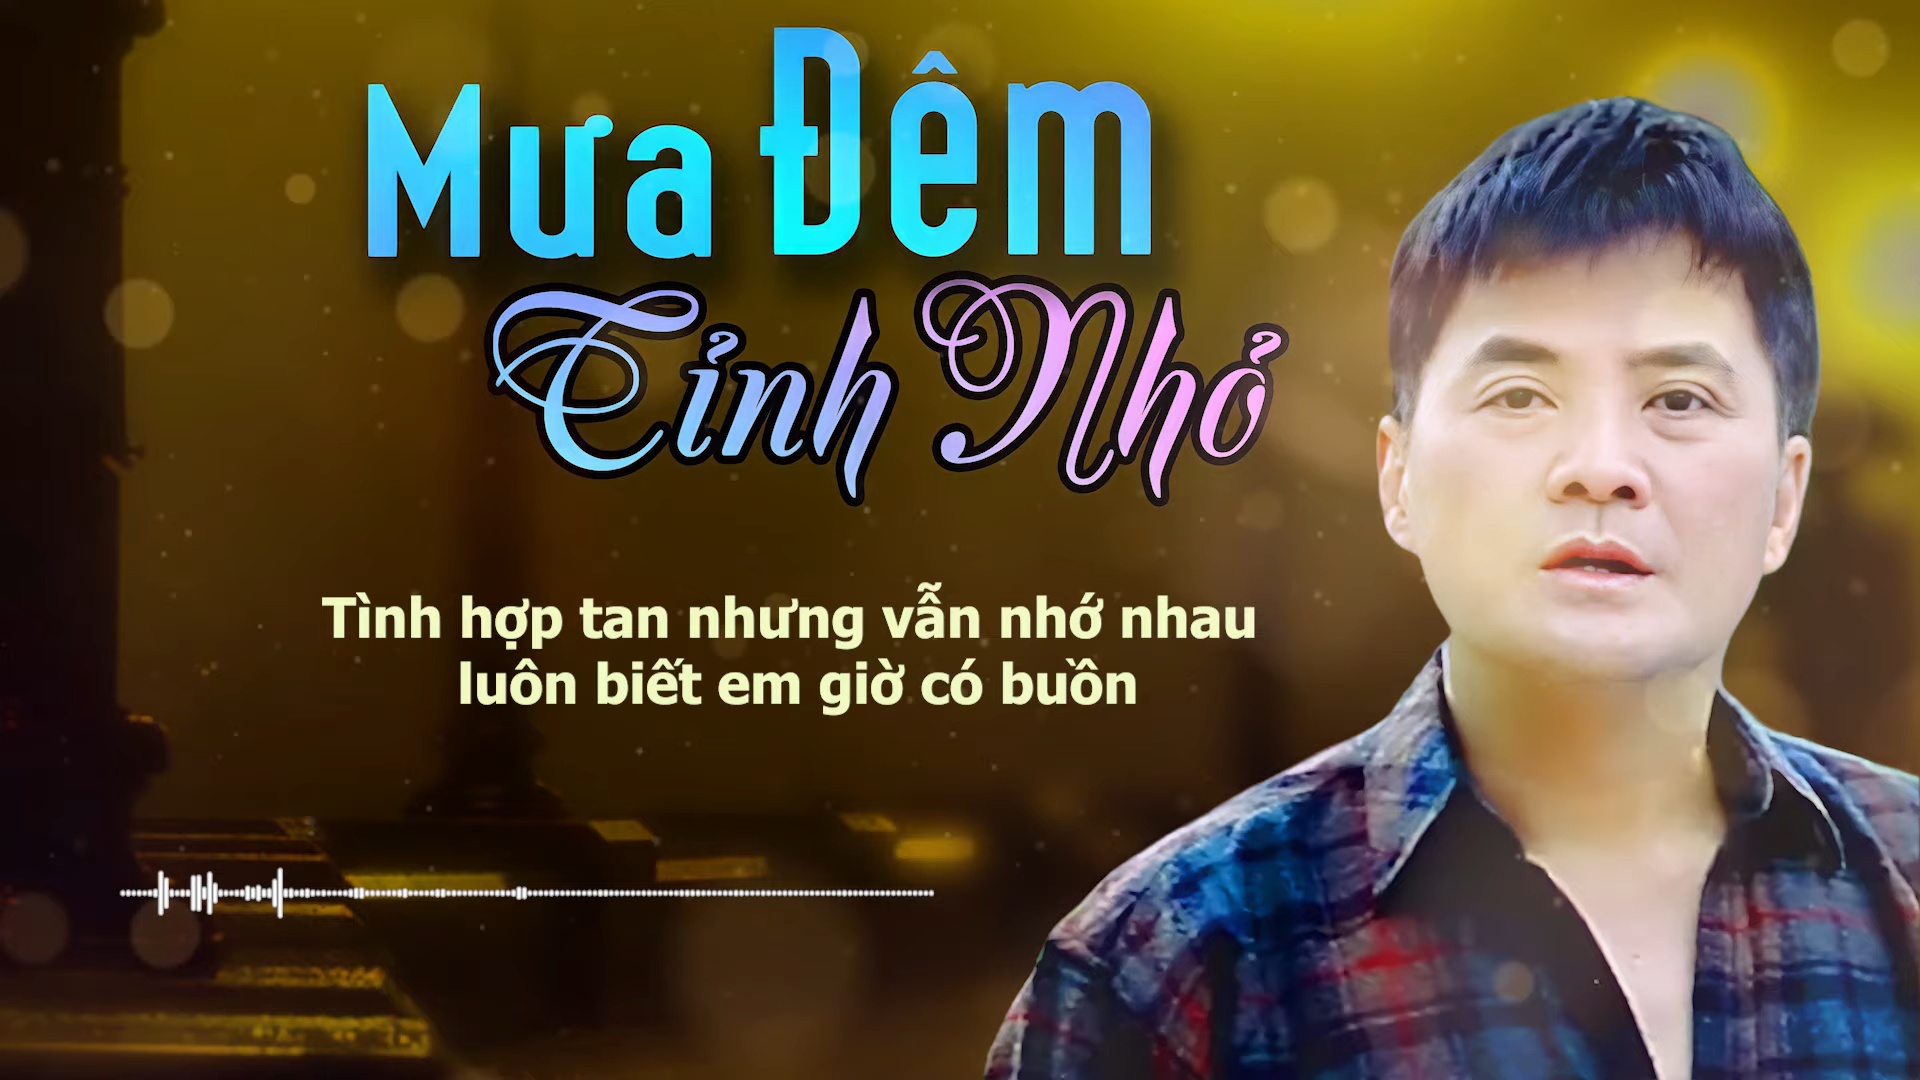 Mưa Đêm
Tỉnh Nhỏ
Tình hợp tan nhưng vẫn nhớ nhau
luôn biết em giờ có buồn